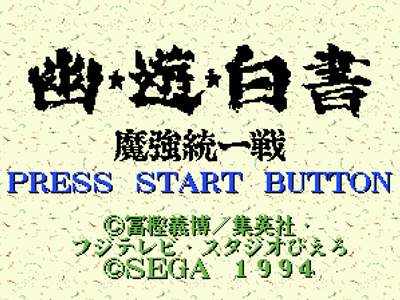 幽★遊★白書
魔強統一戦
PRESS START BUTTON
©冨樫義博／集英社・
フジテレビ・スタジオぴえろ
©SEGA 1994